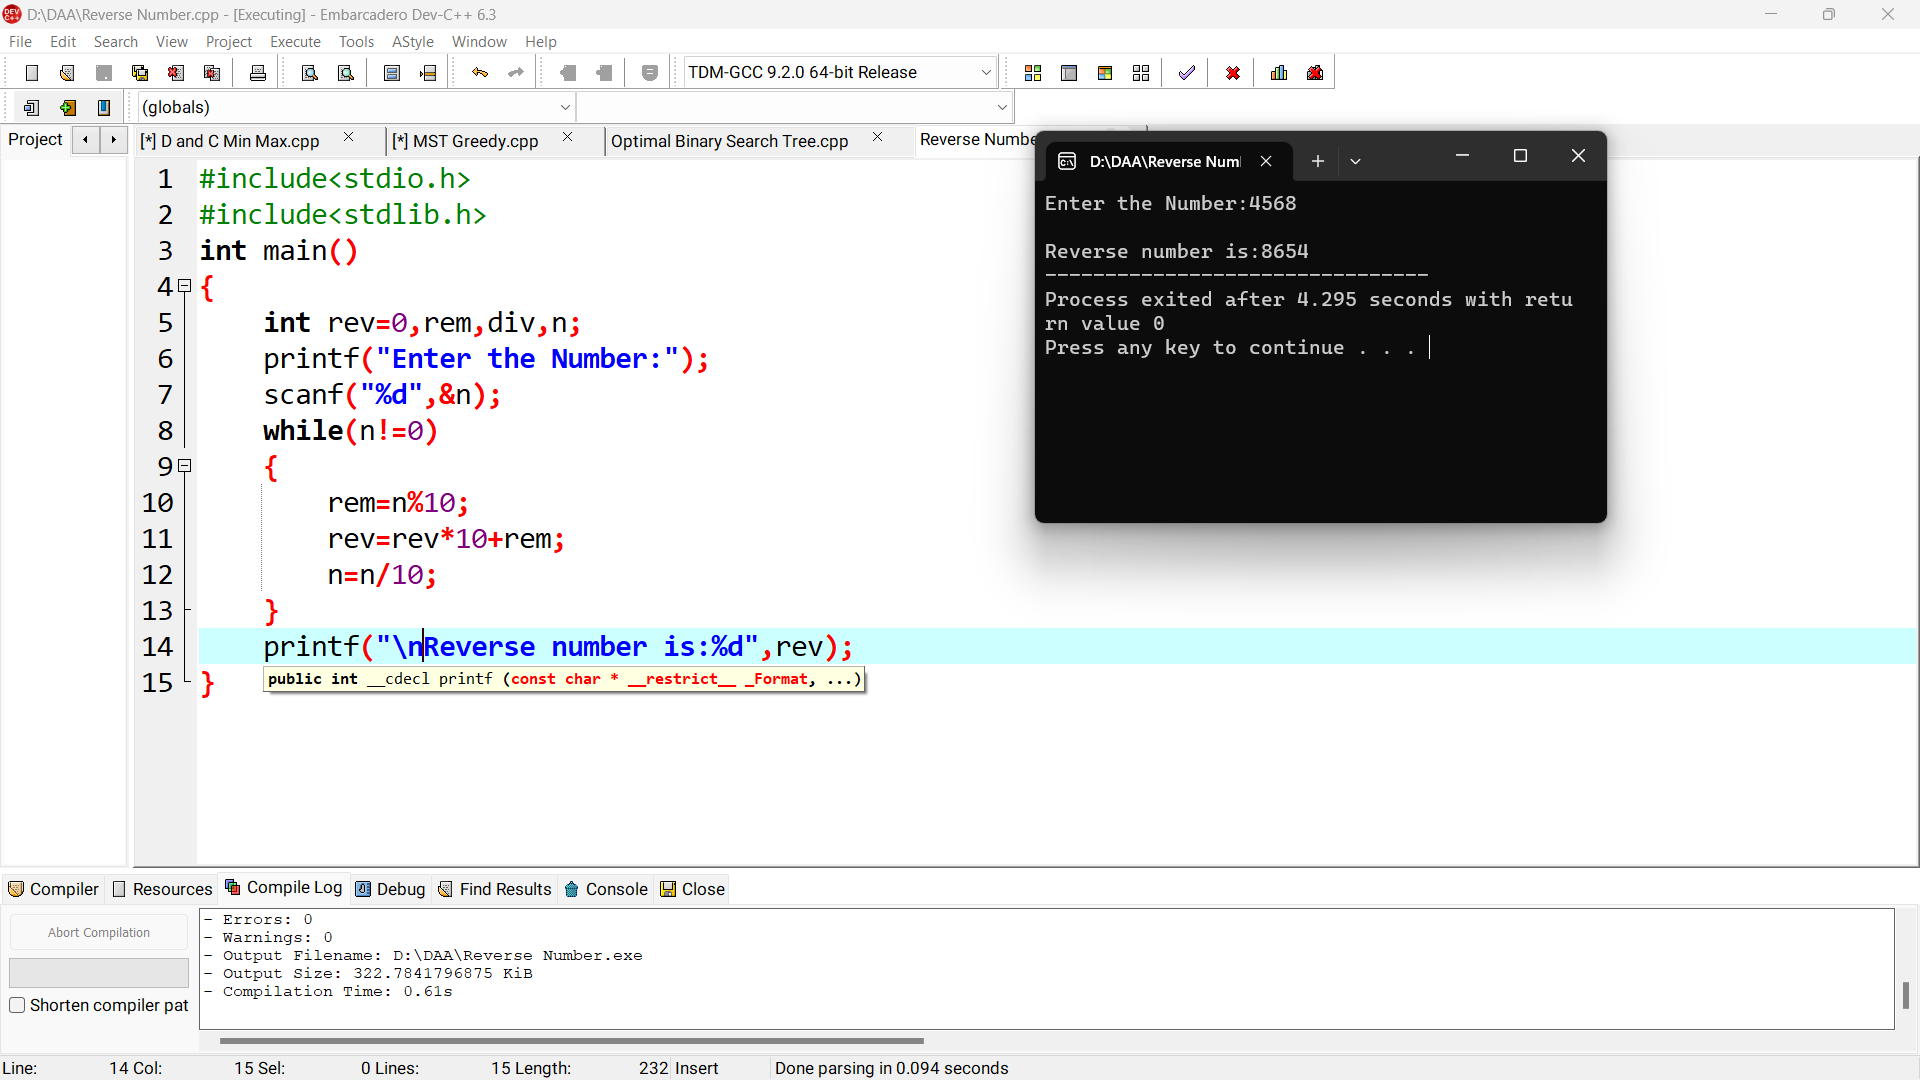 D:\DAA\Reverse Number.cpp - [Executing] - Embarcadero Dev-C++ 6.3
File Edit Search View Project Execute Tools AStyle Window Help
TDM-GCC 9.2.0 64-bit Release
(globals)
Project
[*] D and C Min Max.cpp
[*] MST Greedy.cpp
Optimal Binary Search Tree.cpp
Reverse Numbe
1 #include<stdio.h>
2 #include<stdlib.h>
3 int main()
4 {
5 int rev=0,rem,div,n;
6 printf("Enter the Number:");
7 scanf("%d",&n);
8 while(n!=0)
9 {
10 rem=n%10;
11 rev=rev*10+rem;
12 n=n/10;
13 }
14 printf("\nReverse number is:%d",rev);
15 }
public int __cdecl printf (const char * __restrict__ _Format, ...)
D:\DAA\Reverse Num
Enter the Number:4568
Reverse number is:8654
--------------------------------
Process exited after 4.295 seconds with retu
rn value 0
Press any key to continue . . .
Compiler Resources Compile Log Debug Find Results Console Close
Abort Compilation
Shorten compiler pat
- Errors: 0
- Warnings: 0
- Output Filename: D:\DAA\Reverse Number.exe
- Output Size: 322.7841796875 KiB
- Compilation Time: 0.61s
Line: 14 Col: 15 Sel: 0 Lines: 15 Length: 232 Insert Done parsing in 0.094 seconds